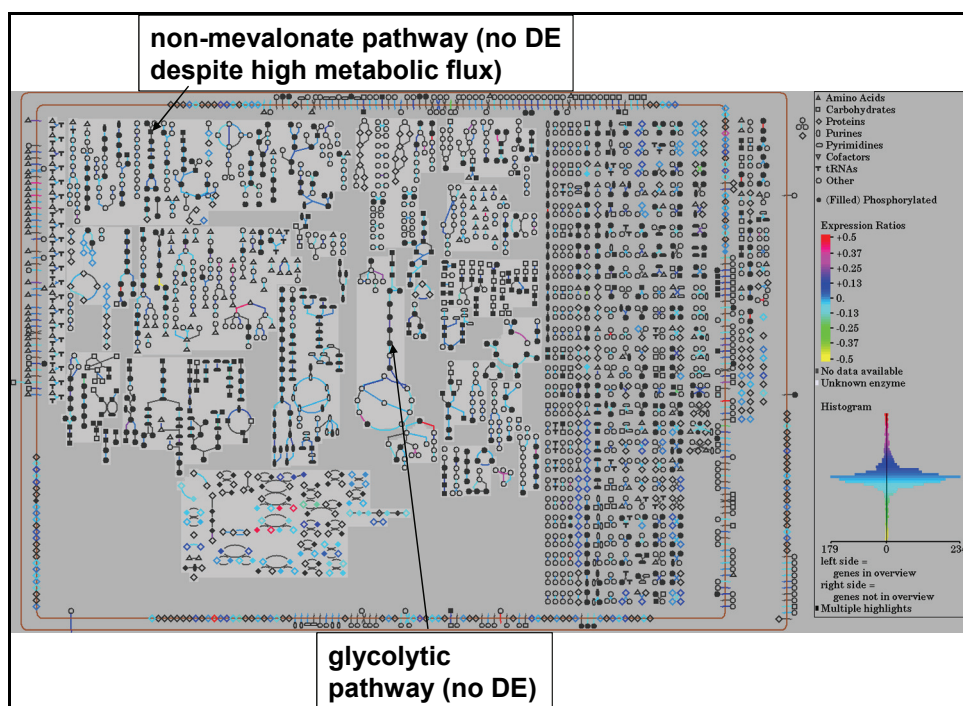 non-mevalonate pathway (no DE
despite high metabolic flux)
Amino Acids
Carbohydrates
Proteins
Purines
Pyrimidines
Cofactors
tRNAs
Other
(Filled) Phosphorylated
Expression Ratios
+0.5
+0.37
+0.25
+0.13
0.
-0.13
-0.25
-0.37
-0.5
No data available
Unknown enzyme
Histogram
179 0 234
left side =
genes in overview
right side =
genes not in overview
Multiple highlights
glycolytic
pathway (no DE)